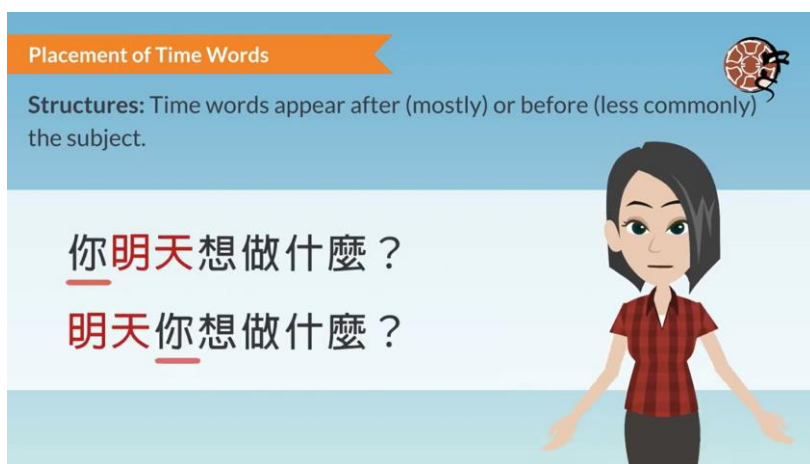 Placement of Time Words
Structures: Time words appear after (mostly) or before (less commonly)
the subject.
你明天想做什麼？
明天你想做什麼？